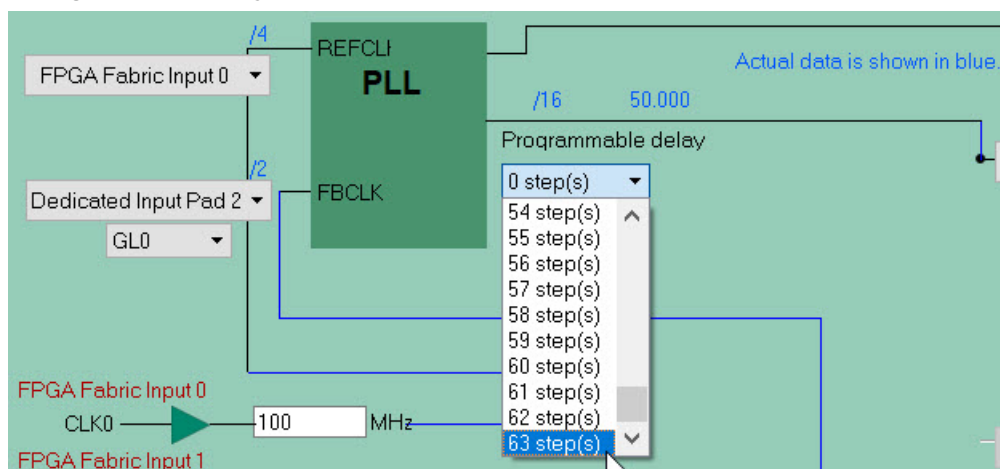 /4
REFCLK
FPGA Fabric Input 0
PLL
Actual data is shown in blue.
/16 50.000
Programmable delay
/2
0 step(s)
Dedicated Input Pad 2
FBCLK
GL0
54 step(s)
55 step(s)
56 step(s)
57 step(s)
58 step(s)
59 step(s)
60 step(s)
61 step(s)
62 step(s)
63 step(s)
FPGA Fabric Input 0
CLK0
100
MHz
FPGA Fabric Input 1